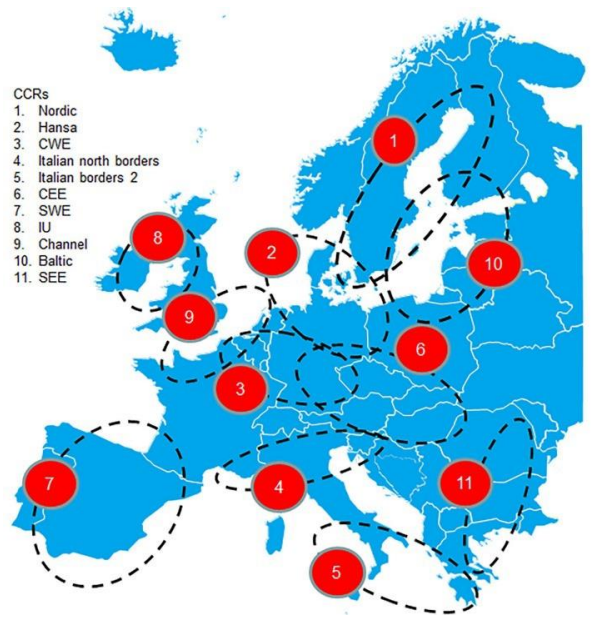 CCRs
1. Nordic
2. Hansa
3. CWE
4. Italian north borders
5. Italian borders 2
6. CEE
7. SWE
8. IU
9. Channel
10. Baltic
11. SEE
1
8
2
10
9
6
3
7
4
11
5